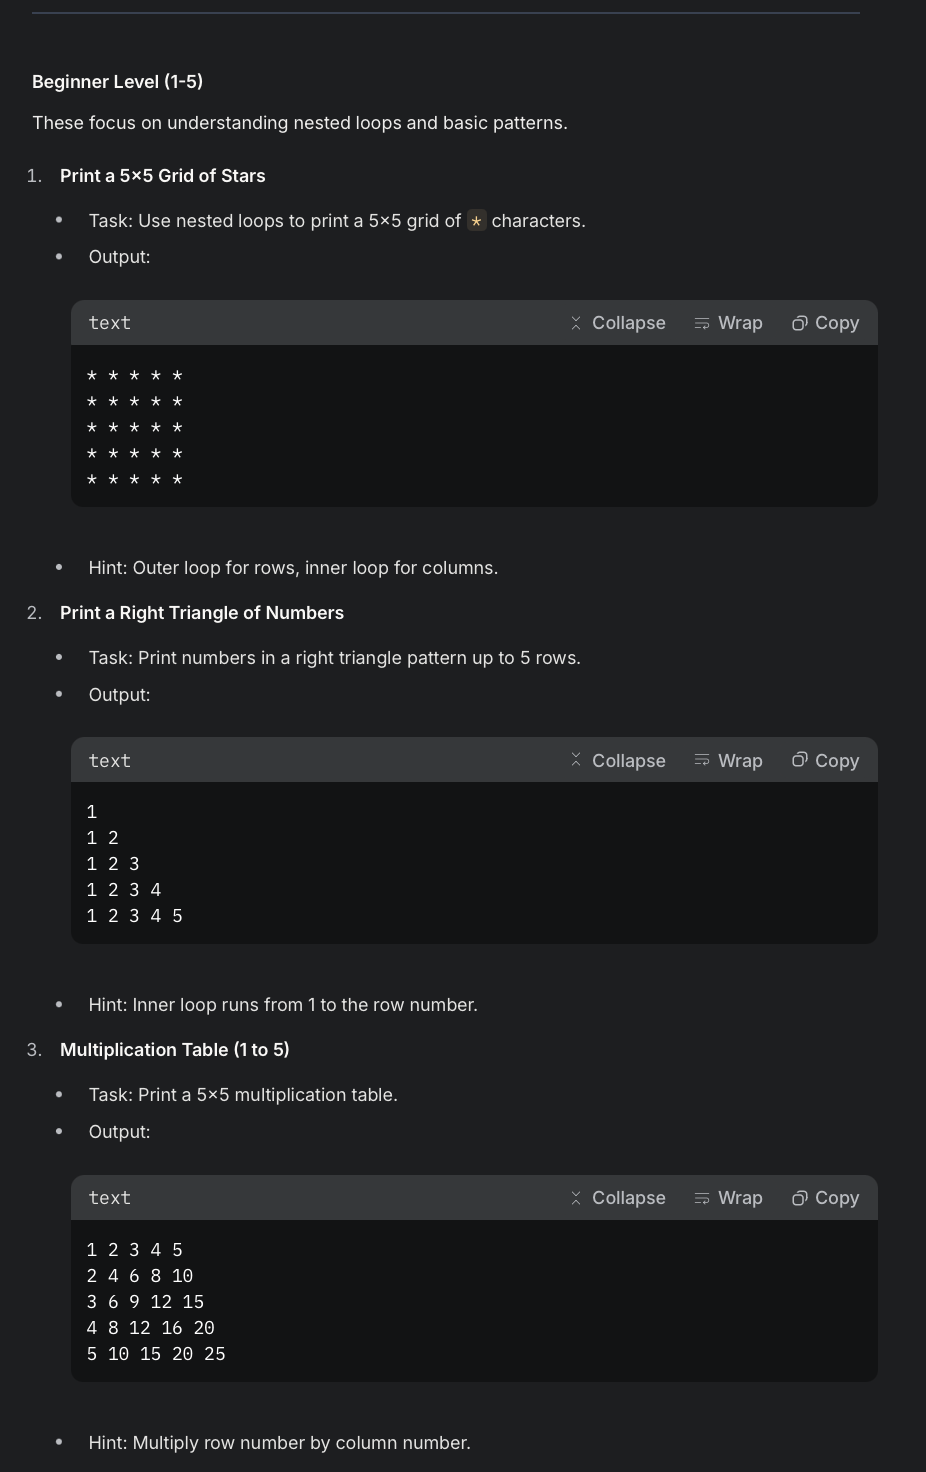 Beginner Level (1-5)
These focus on understanding nested loops and basic patterns.
1. Print a 5×5 Grid of Stars
• Task: Use nested loops to print a 5×5 grid of * characters.
• Output:
text Collapse Wrap Copy
* * * * *
* * * * *
* * * * *
* * * * *
* * * * *
• Hint: Outer loop for rows, inner loop for columns.
2. Print a Right Triangle of Numbers
• Task: Print numbers in a right triangle pattern up to 5 rows.
• Output:
text Collapse Wrap Copy
1
1 2
1 2 3
1 2 3 4
1 2 3 4 5
• Hint: Inner loop runs from 1 to the row number.
3. Multiplication Table (1 to 5)
• Task: Print a 5×5 multiplication table.
• Output:
text Collapse Wrap Copy
1 2 3 4 5
2 4 6 8 10
3 6 9 12 15
4 8 12 16 20
5 10 15 20 25
• Hint: Multiply row number by column number.